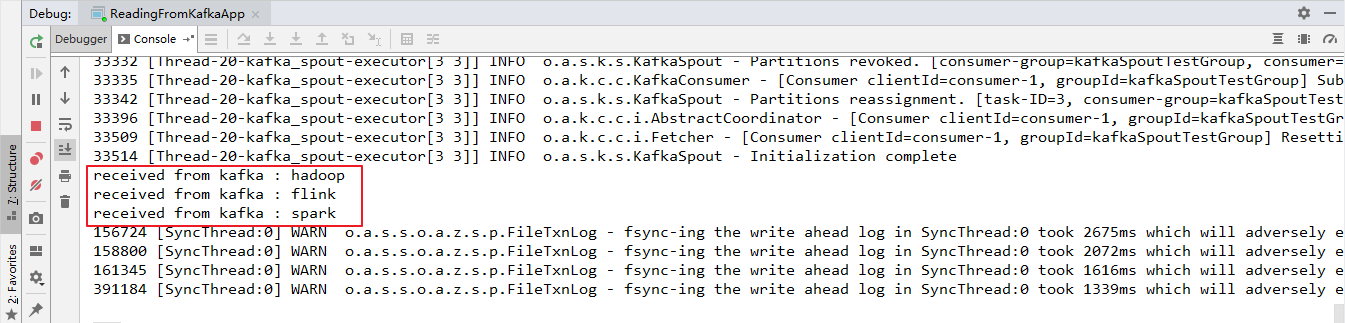 Debug: ReadingFromKafkaApp
Debugger Console
33332 [Thread-20-kafka_spout-executor[3 3]] INFO o.a.s.k.s.KafkaSpout - Partitions revoked. [consumer-group=kafkaSpoutTestGroup, consumer=
33335 [Thread-20-kafka_spout-executor[3 3]] INFO o.a.k.c.c.KafkaConsumer - [Consumer clientId=consumer-1, groupId=kafkaSpoutTestGroup] Sub
33342 [Thread-20-kafka_spout-executor[3 3]] INFO o.a.s.k.s.KafkaSpout - Partitions reassignment. [task-ID=3, consumer-group=kafkaSpoutTest
33396 [Thread-20-kafka_spout-executor[3 3]] INFO o.a.k.c.c.i.AbstractCoordinator - [Consumer clientId=consumer-1, groupId=kafkaSpoutTestGr
33509 [Thread-20-kafka_spout-executor[3 3]] INFO o.a.k.c.c.i.Fetcher - [Consumer clientId=consumer-1, groupId=kafkaSpoutTestGroup] Resetti
33514 [Thread-20-kafka_spout-executor[3 3]] INFO o.a.s.k.s.KafkaSpout - Initialization complete
received from kafka : hadoop
received from kafka : flink
received from kafka : spark
156724 [SyncThread:0] WARN o.a.s.s.o.a.z.s.p.FileTxnLog - fsync-ing the write ahead log in SyncThread:0 took 2675ms which will adversely e
158800 [SyncThread:0] WARN o.a.s.s.o.a.z.s.p.FileTxnLog - fsync-ing the write ahead log in SyncThread:0 took 2072ms which will adversely e
161345 [SyncThread:0] WARN o.a.s.s.o.a.z.s.p.FileTxnLog - fsync-ing the write ahead log in SyncThread:0 took 1616ms which will adversely e
391184 [SyncThread:0] WARN o.a.s.s.o.a.z.s.p.FileTxnLog - fsync-ing the write ahead log in SyncThread:0 took 1339ms which will adversely e
7: Structure
2: Favorites